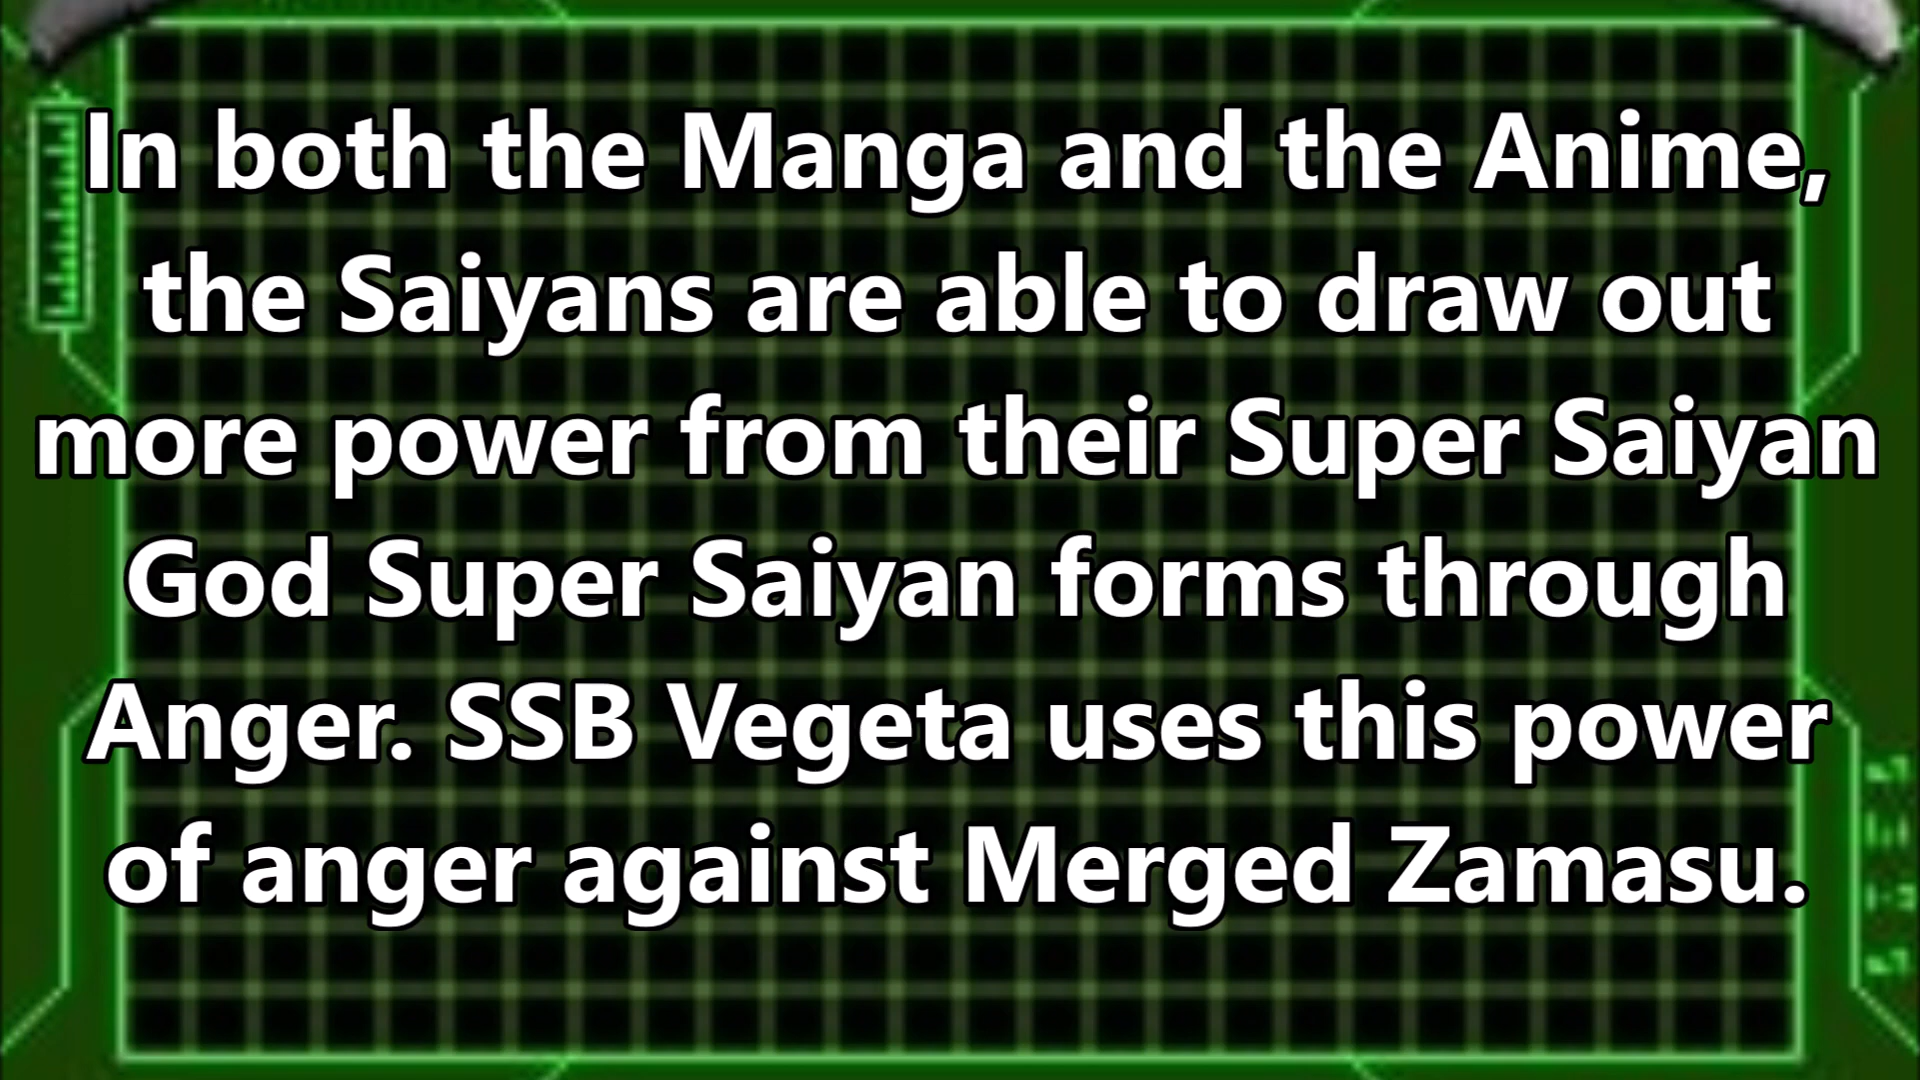 In both the Manga and the Anime,
the Saiyans are able to draw out
more power from their Super Saiyan
God Super Saiyan forms through
Anger. SSB Vegeta uses this power
of anger against Merged Zamasu.